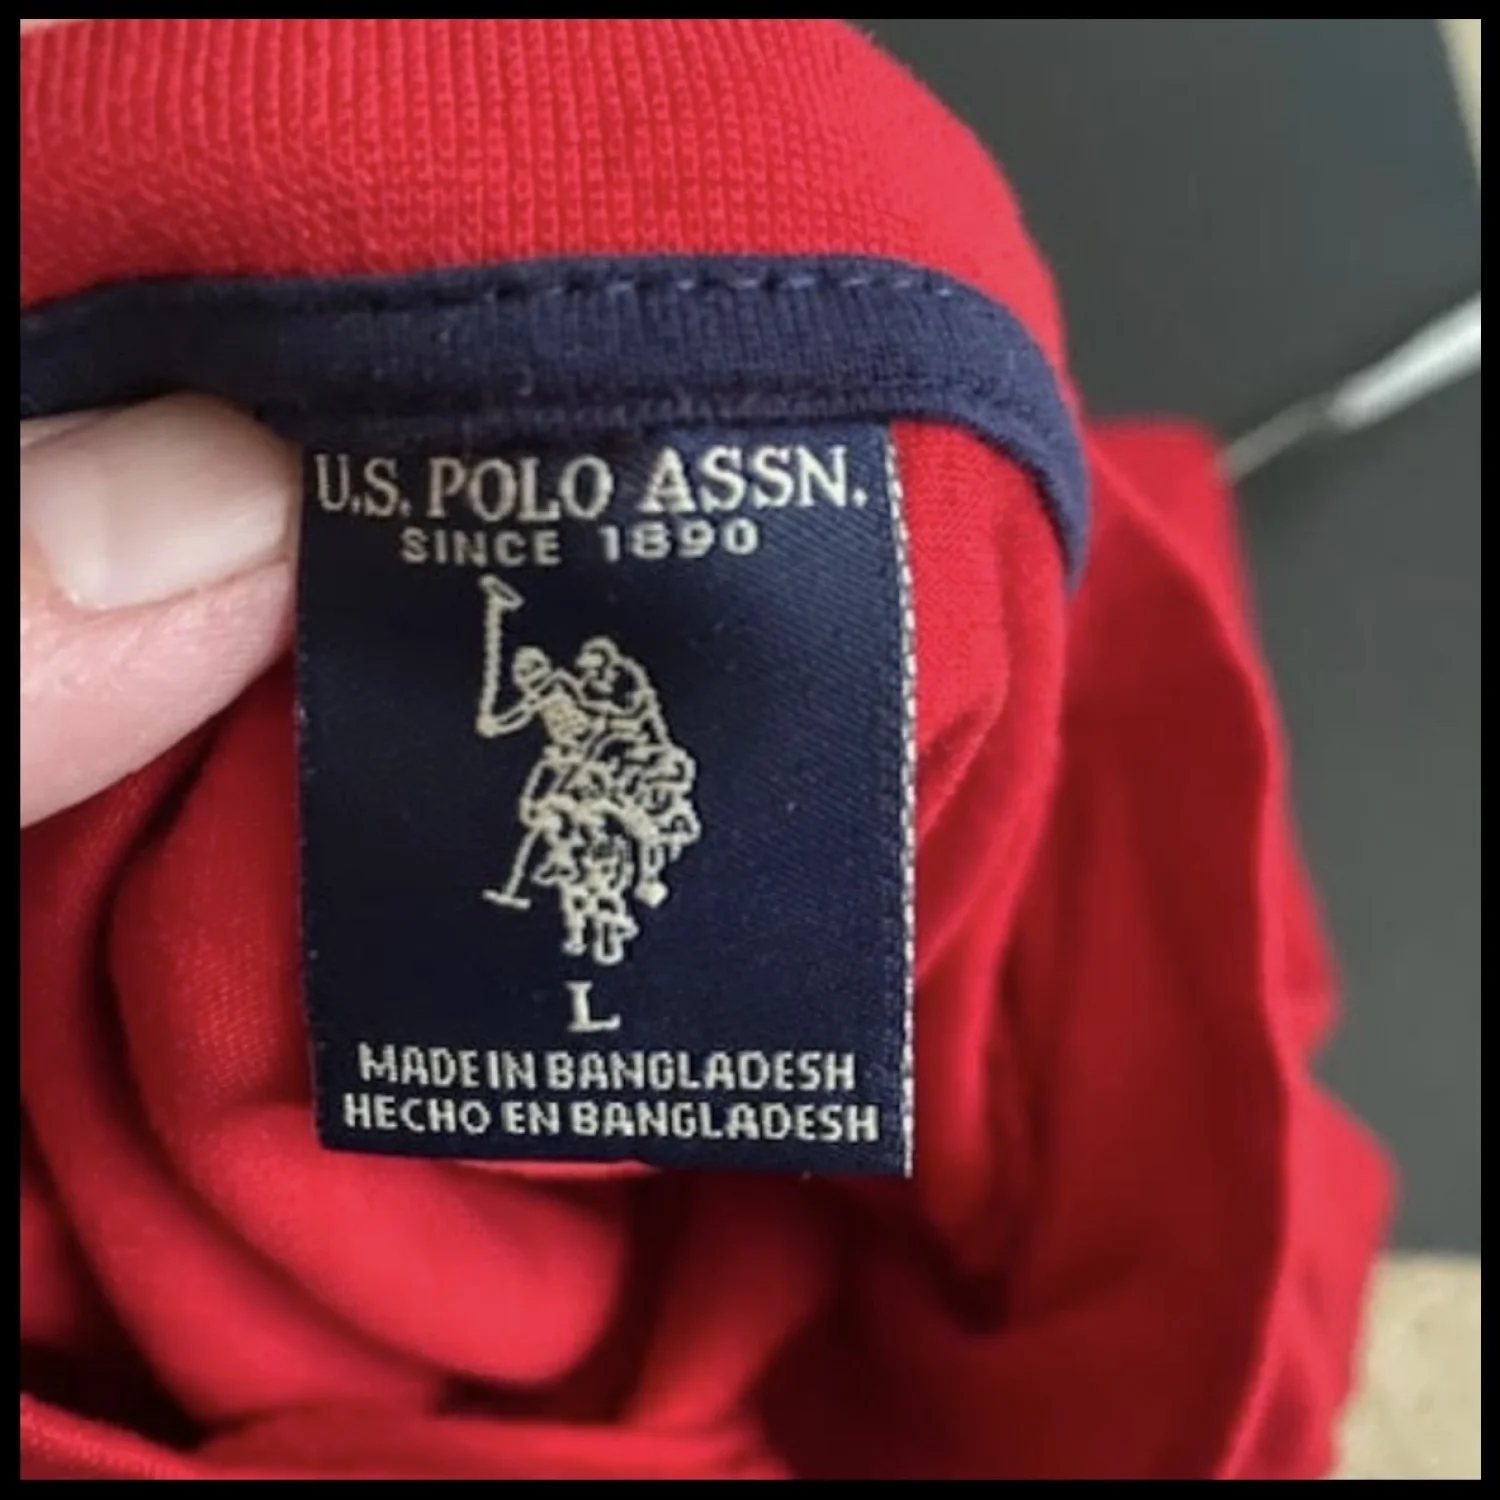 U.S. POLO ASSN.
SINCE 1890
L
MADE IN BANGLADESH
HECHO EN BANGLADESH